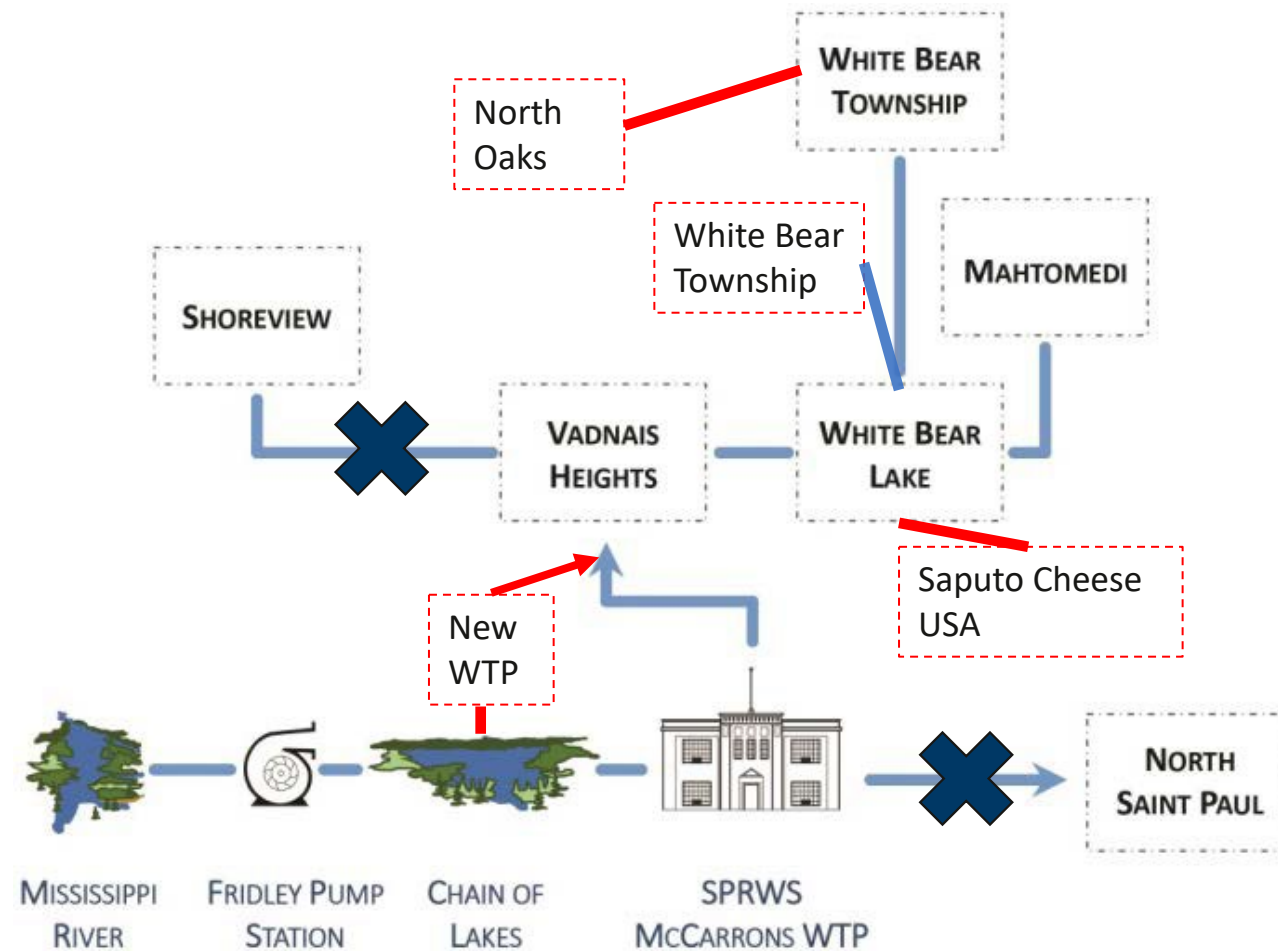 WHITE BEAR
TOWNSHIP
North
Oaks
White Bear
Township
MAHTOMEDI
SHOREVIEW
VADNAIS
HEIGHTS
WHITE BEAR
LAKE
Saputo Cheese
USA
New
WTP
NORTH
SAINT PAUL
MISSISSIPPI
RIVER
FRIDLEY PUMP
STATION
CHAIN OF
LAKES
SPRWS
MCCARRONS WTP